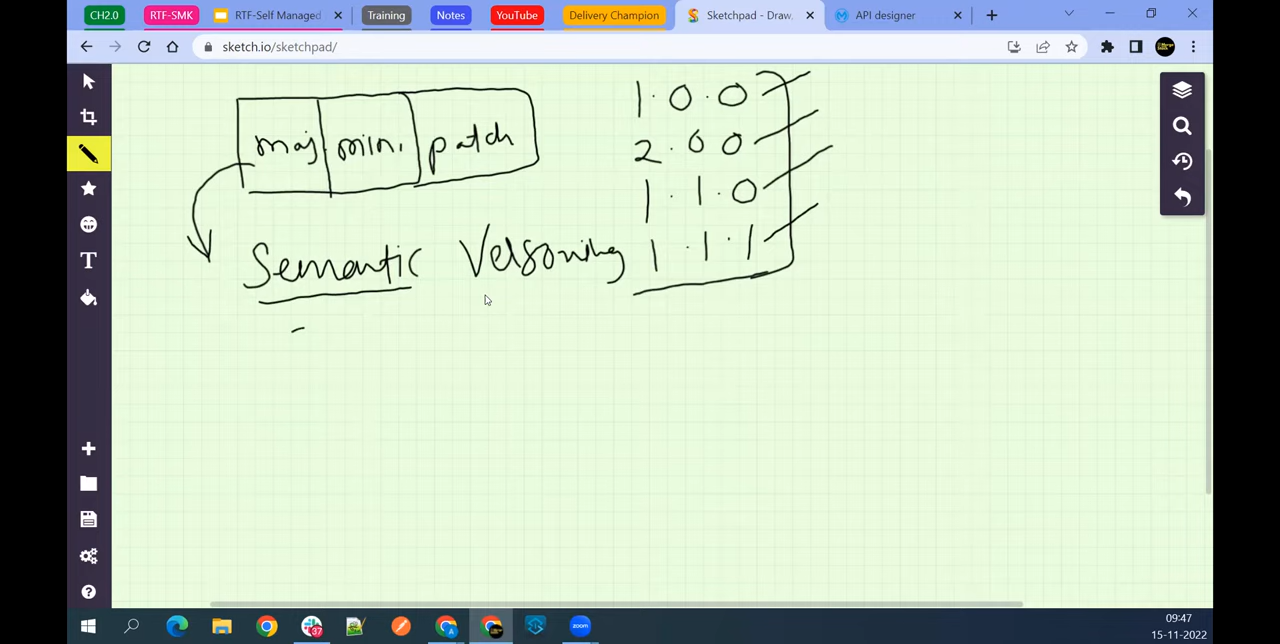 CH2.0 RTF-SMK RTF-Self Managed Training Notes YouTube Delivery Champion Sketchpad - Draw, API designer
sketch.io/sketchpad/
maj min. patch
1.0.0
2.0 0
1.1.0
1.1.1
Semantic Versoning
T
37
A
zoom
09:47
15-11-2022